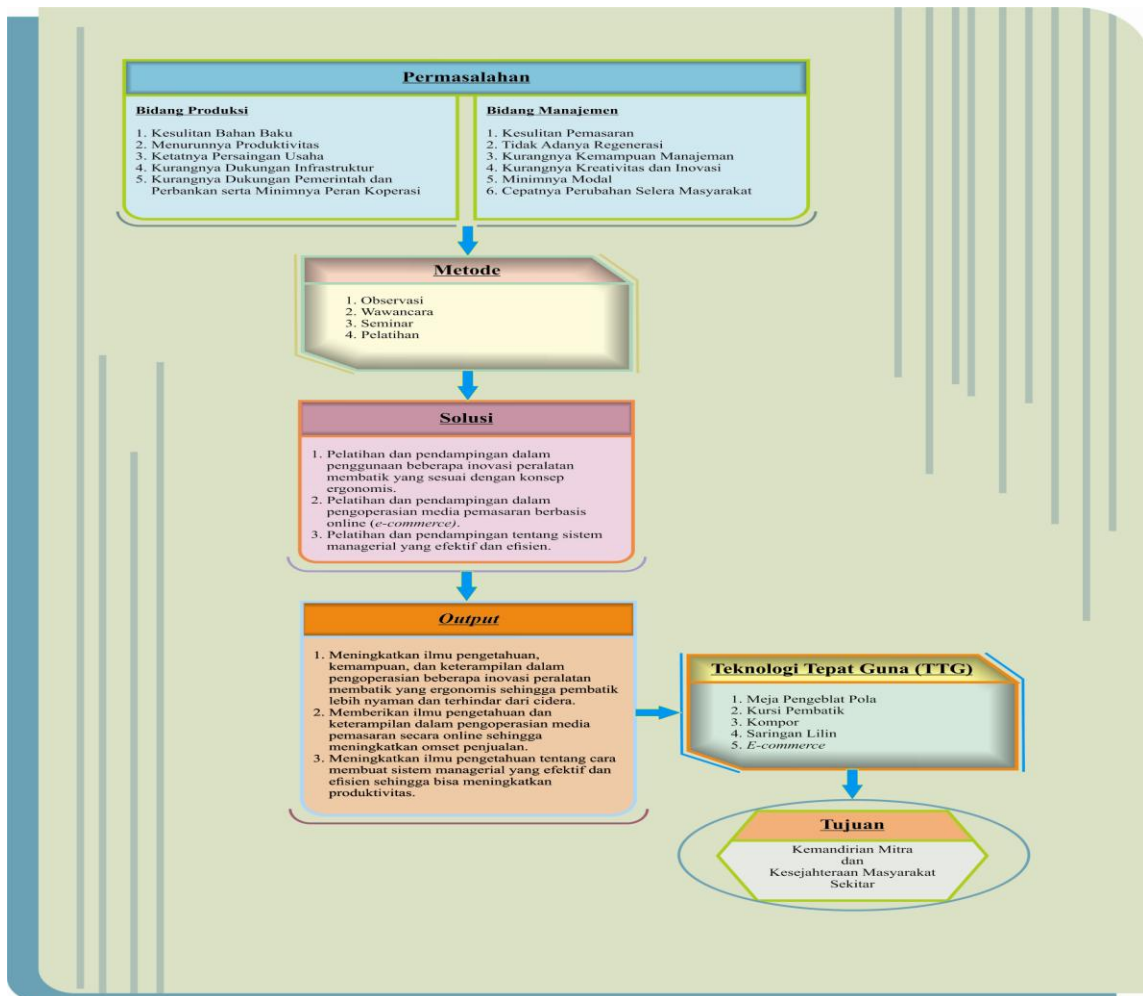 Permasalahan
Bidang Produksi
1. Kesulitan Bahan Baku
2. Menurunnya Produktivitas
3. Ketatnya Persaingan Usaha
4. Kurangnya Dukungan Infrastruktur
5. Kurangnya Dukungan Pemerintah dan
Perbankan serta Minimnya Peran Koperasi
Bidang Manajemen
1. Kesulitan Pemasaran
2. Tidak Adanya Regenerasi
3. Kurangnya Kemampuan Manajeman
4. Kurangnya Kreativitas dan Inovasi
5. Minimnya Modal
6. Cepatnya Perubahan Selera Masyarakat
Metode
1. Observasi
2. Wawancara
3. Seminar
4. Pelatihan
Solusi
1. Pelatihan dan pendampingan dalam
penggunaan beberapa inovasi peralatan
membatik yang sesuai dengan konsep
ergonomis.
2. Pelatihan dan pendampingan dalam
pengoperasian media pemasaran berbasis
online (e-commerce).
3. Pelatihan dan pendampingan tentang sistem
managerial yang efektif dan efisien.
Output
1. Meningkatkan ilmu pengetahuan,
kemampuan, dan keterampilan dalam
pengoperasian beberapa inovasi peralatan
membatik yang ergonomis sehingga pembatik
lebih nyaman dan terhindar dari cidera.
2. Memberikan ilmu pengetahuan dan
keterampilan dalam pengoperasian media
pemasaran secara online sehingga
meningkatkan omset penjualan.
3. Meningkatkan ilmu pengetahuan tentang cara
membuat sistem managerial yang efektif dan
efisien sehingga bisa meningkatkan
produktivitas.
Teknologi Tepat Guna (TTG)
1. Meja Pengeblat Pola
2. Kursi Pembatik
3. Kompor
4. Saringan Lilin
5. E-commerce
Tujuan
Kemandirian Mitra
dan
Kesejahteraan Masyarakat
Sekitar